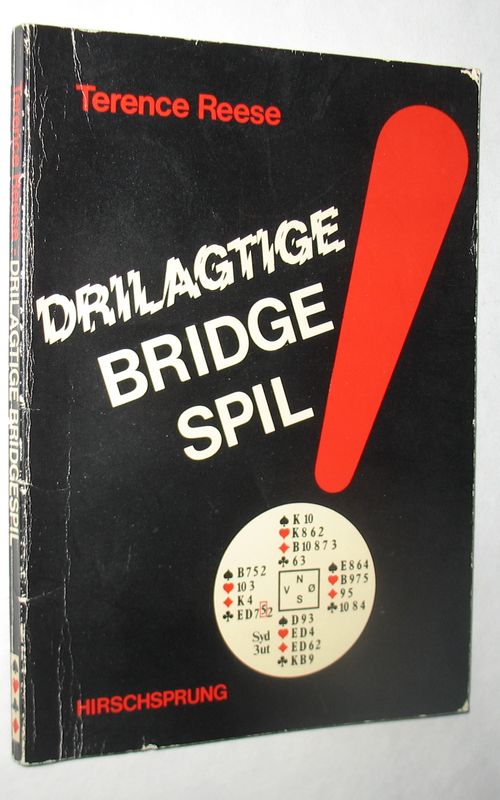 Terence Reese
DRILAGTIGE
BRIDGE
SPIL
!
♠ K 10
♥ K 8 6 2
♦ B 10 8 7 3
♣ 6 3
♠ B 7 5 2
♥ 10 3
♦ K 4
♣ E D 7 5 2
N
V Ø
S
♠ E 8 6 4
♥ B 9 7 5
♦ 9 5
♣ 10 8 4
Syd
3ut
♠ D 9 3
♥ E D 4
♦ E D 6 2
♣ K B 9
HIRSCHSPRUNG
Terence Reese: DRILAGTIGE BRIDGESPIL ♠ ♥ ♣ ♦